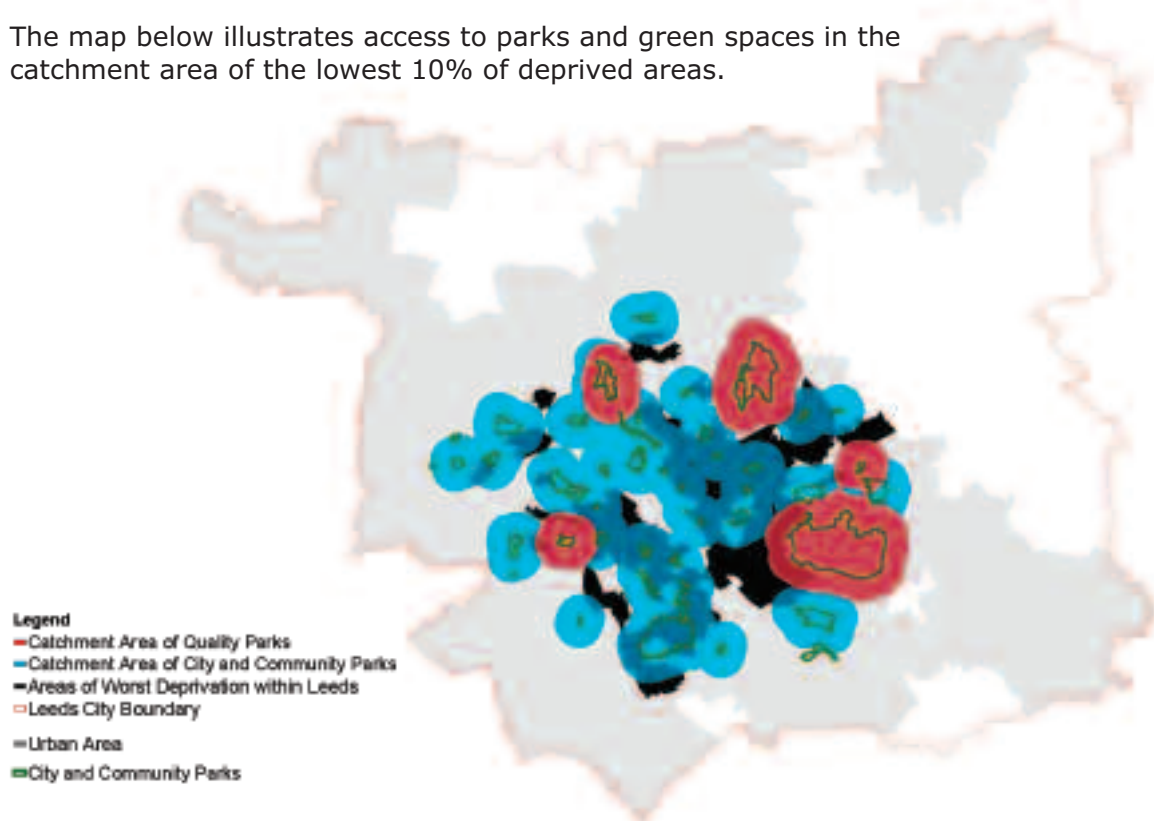 The map below illustrates access to parks and green spaces in the
catchment area of the lowest 10% of deprived areas.
Legend
Catchment Area of Quality Parks
Catchment Area of City and Community Parks
Areas of Worst Deprivation within Leeds
Leeds City Boundary
Urban Area
City and Community Parks